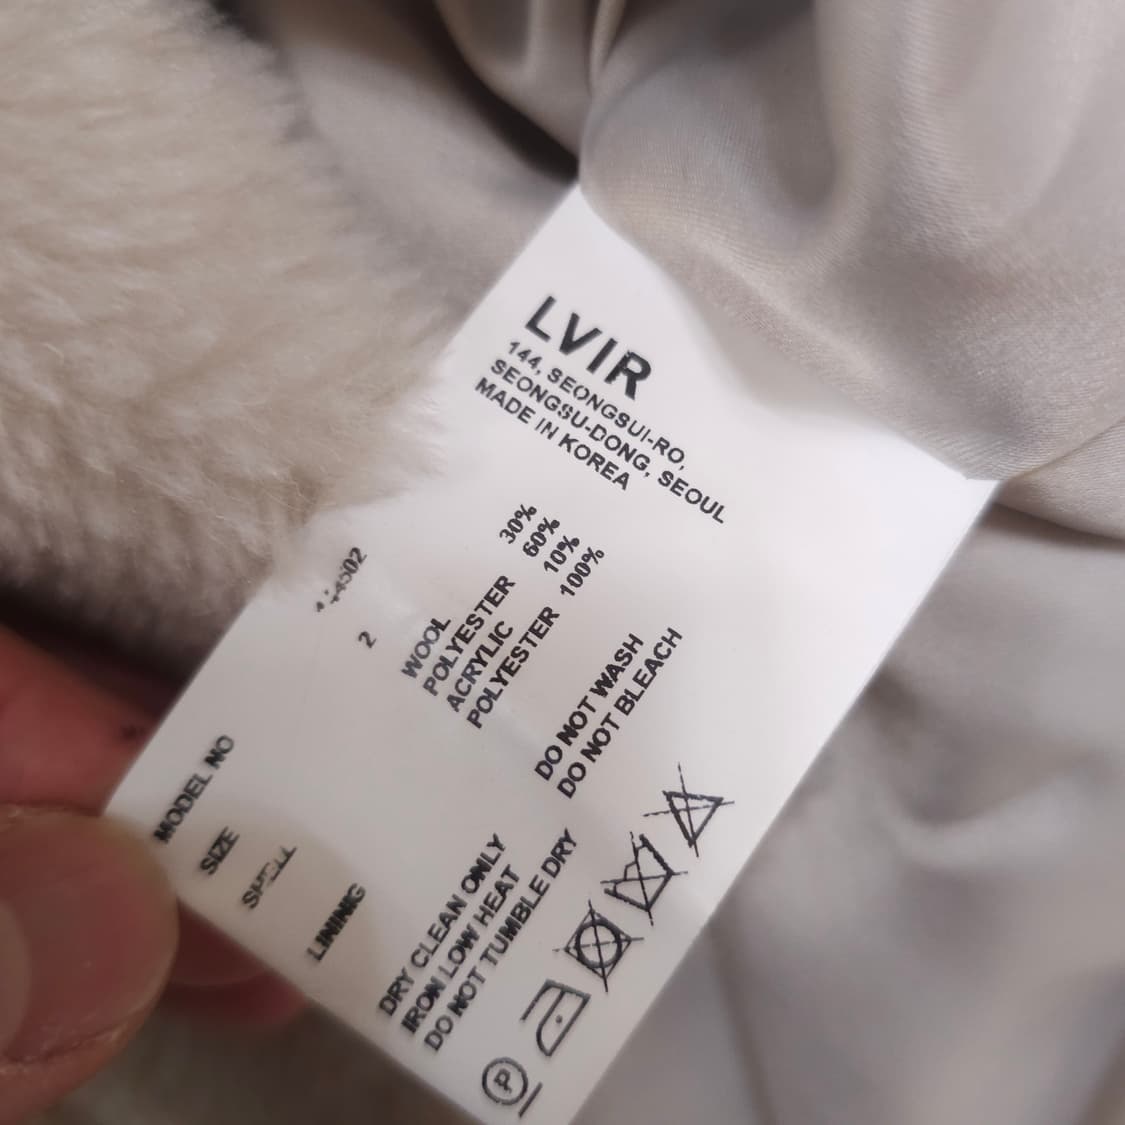 LVIR
144, SEONGSUI-RO,
SEONGSU-DONG, SEOUL
MADE IN KOREA
MODEL NO
SIZE 2
SHELL WOOL 30%
POLYESTER 60%
ACRYLIC 10%
LINING POLYESTER 100%
DRY CLEAN ONLY DO NOT WASH
IRON LOW HEAT DO NOT BLEACH
DO NOT TUMBLE DRY
P